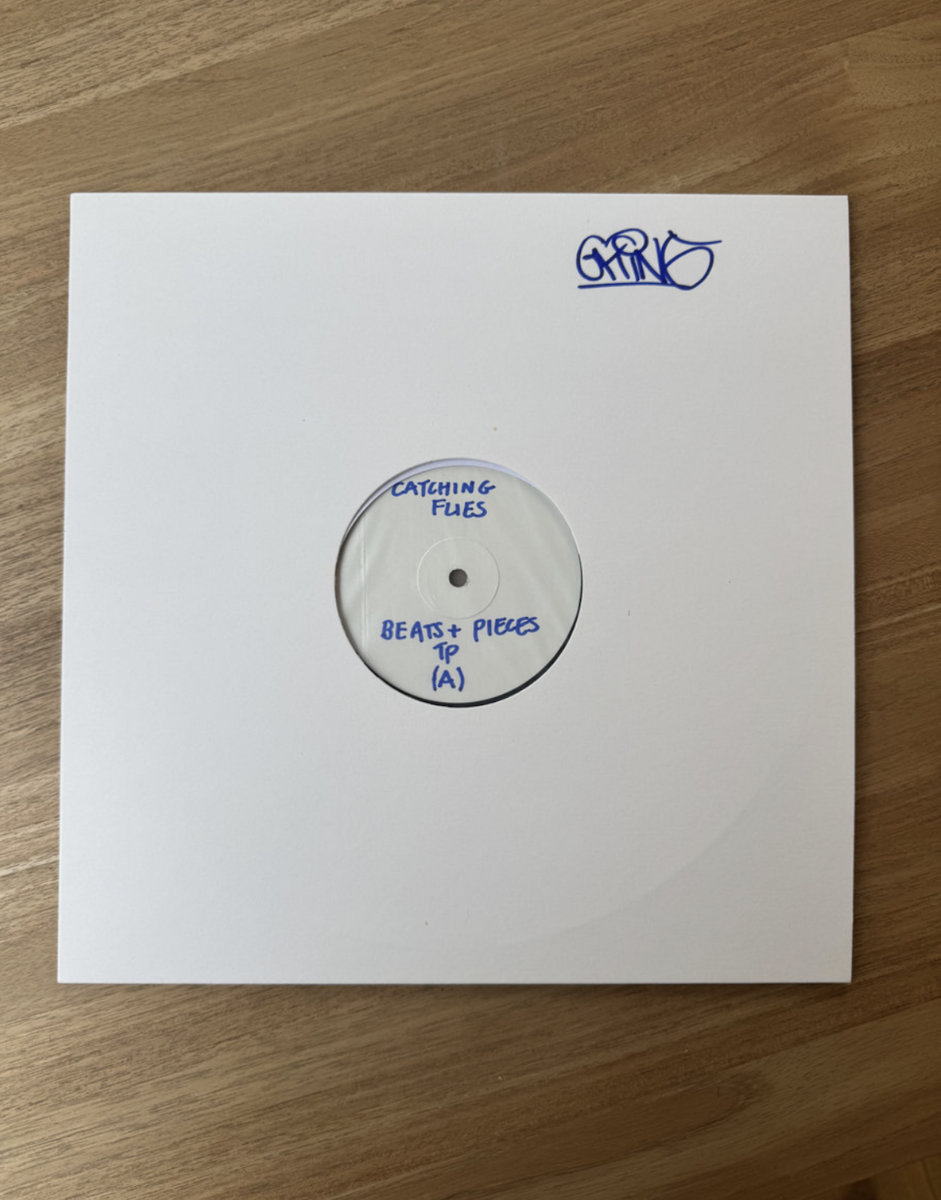 CATCHING
FLIES
BEATS + PIECES
TP
(A)